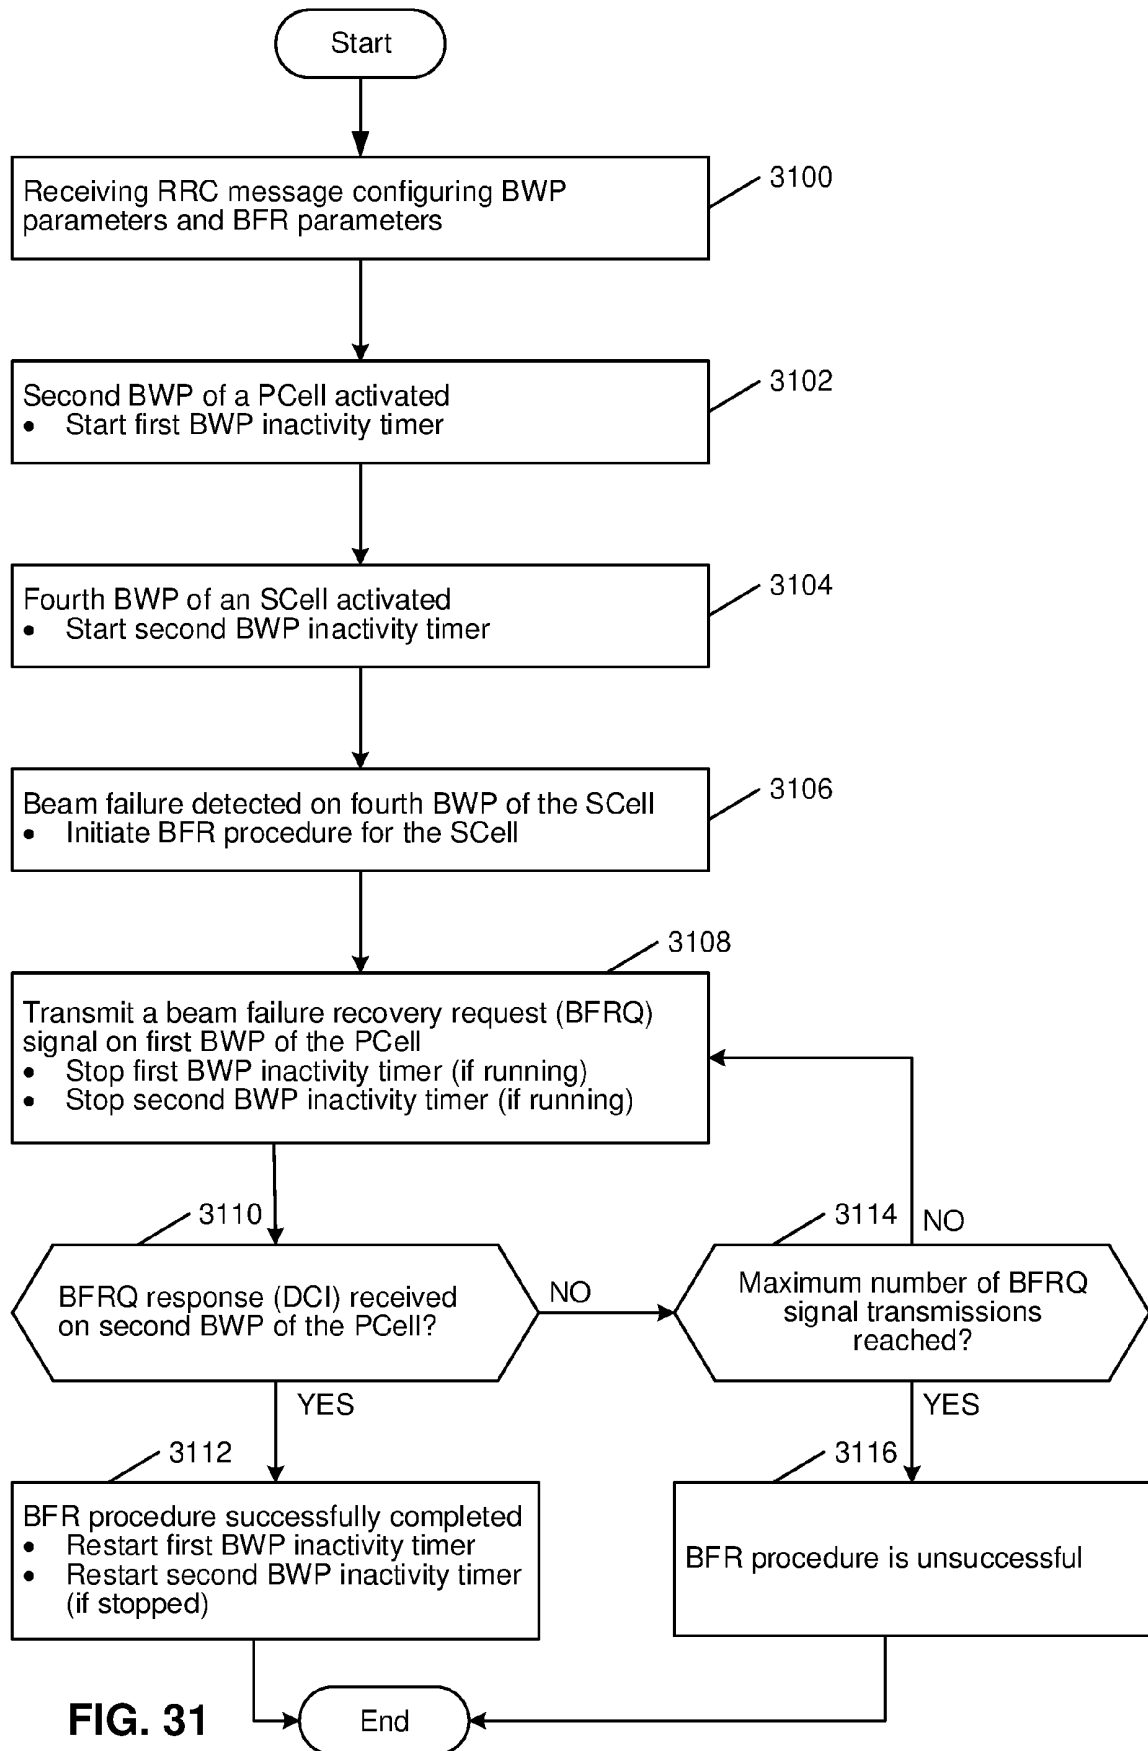 Start
3100
Receiving RRC message configuring BWP
parameters and BFR parameters
3102
Second BWP of a PCell activated
• Start first BWP inactivity timer
3104
Fourth BWP of an SCell activated
• Start second BWP inactivity timer
3106
Beam failure detected on fourth BWP of the SCell
• Initiate BFR procedure for the SCell
3108
Transmit a beam failure recovery request (BFRQ)
signal on first BWP of the PCell
• Stop first BWP inactivity timer (if running)
• Stop second BWP inactivity timer (if running)
3110
BFRQ response (DCI) received
on second BWP of the PCell?
NO
3114
NO
Maximum number of BFRQ
signal transmissions
reached?
YES
YES
3112
BFR procedure successfully completed
• Restart first BWP inactivity timer
• Restart second BWP inactivity timer
(if stopped)
3116
BFR procedure is unsuccessful
FIG. 31
End